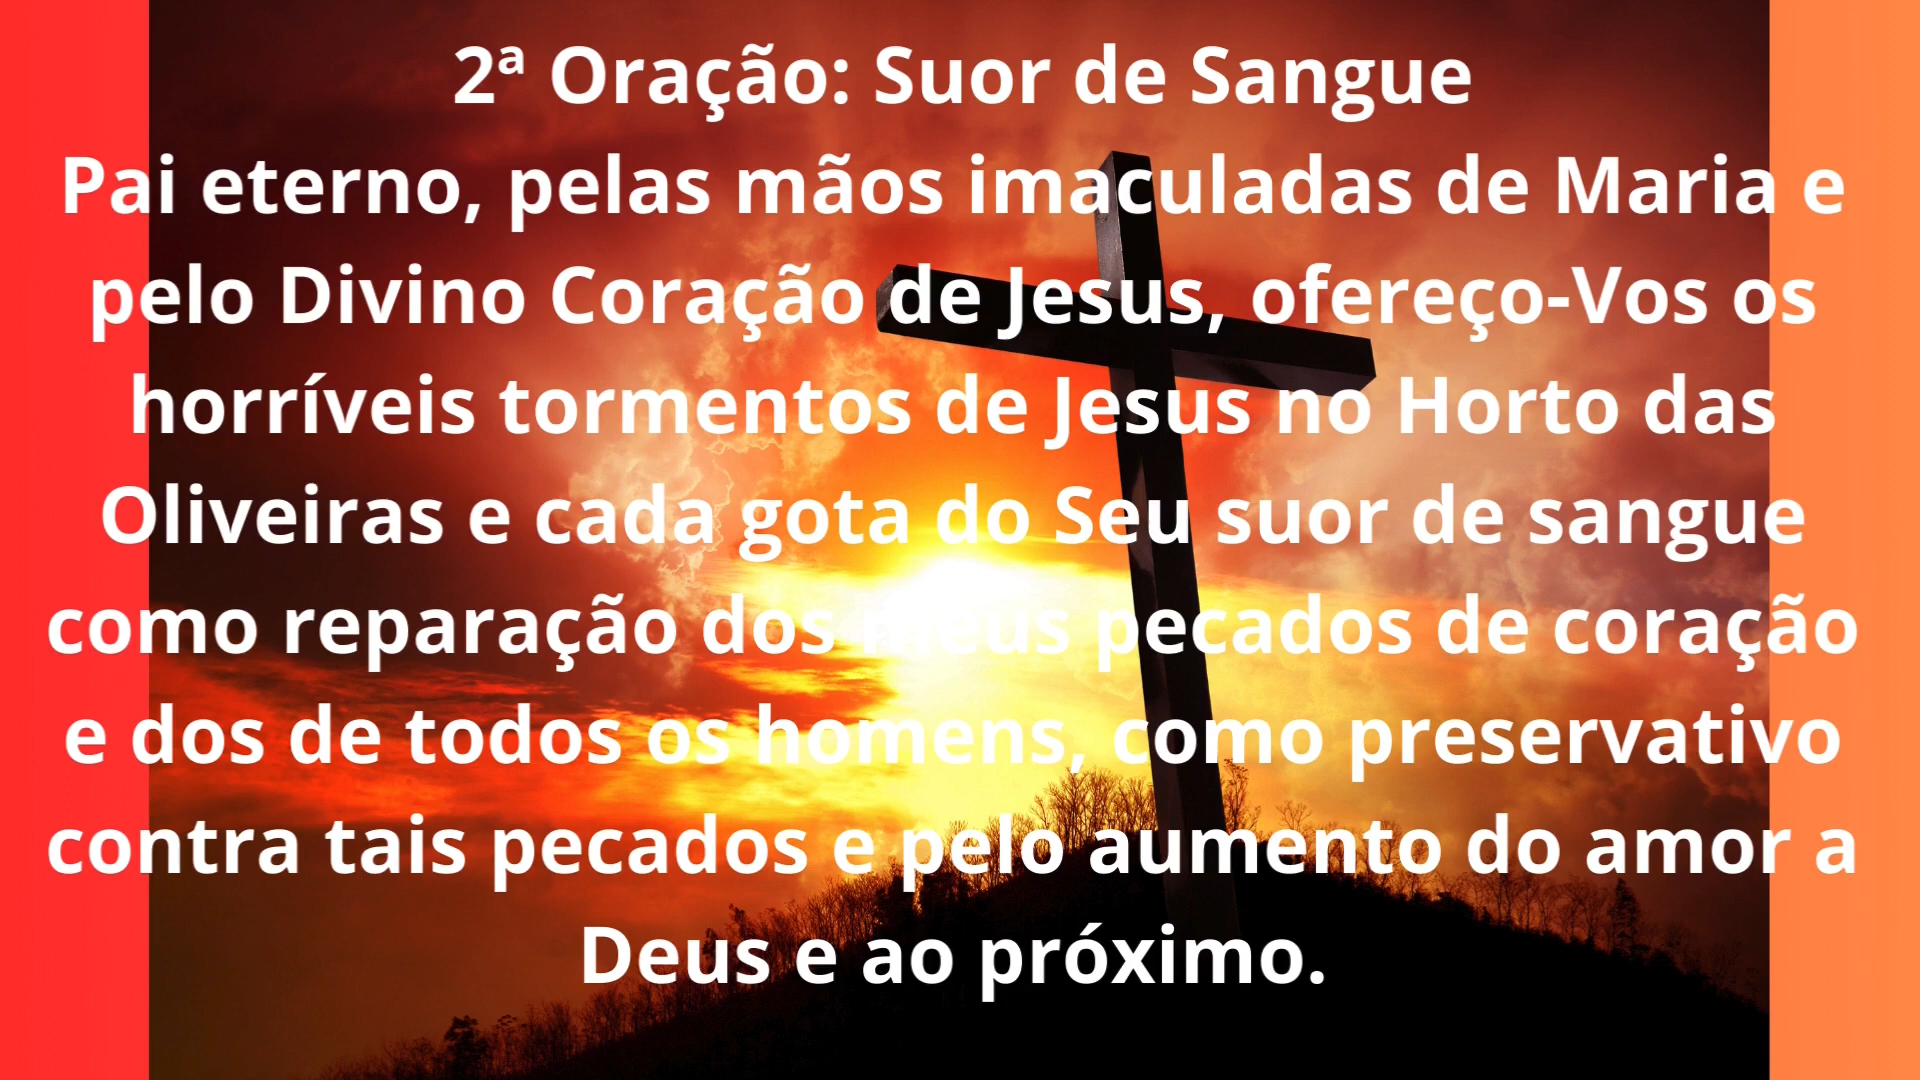 2ª Oração: Suor de Sangue
Pai eterno, pelas mãos imaculadas de Maria e
pelo Divino Coração de Jesus, ofereço-Vos os
horríveis tormentos de Jesus no Horto das
Oliveiras e cada gota do Seu suor de sangue
como reparação dos meus pecados de coração
e dos de todos os homens, como preservativo
contra tais pecados e pelo aumento do amor a
Deus e ao próximo.